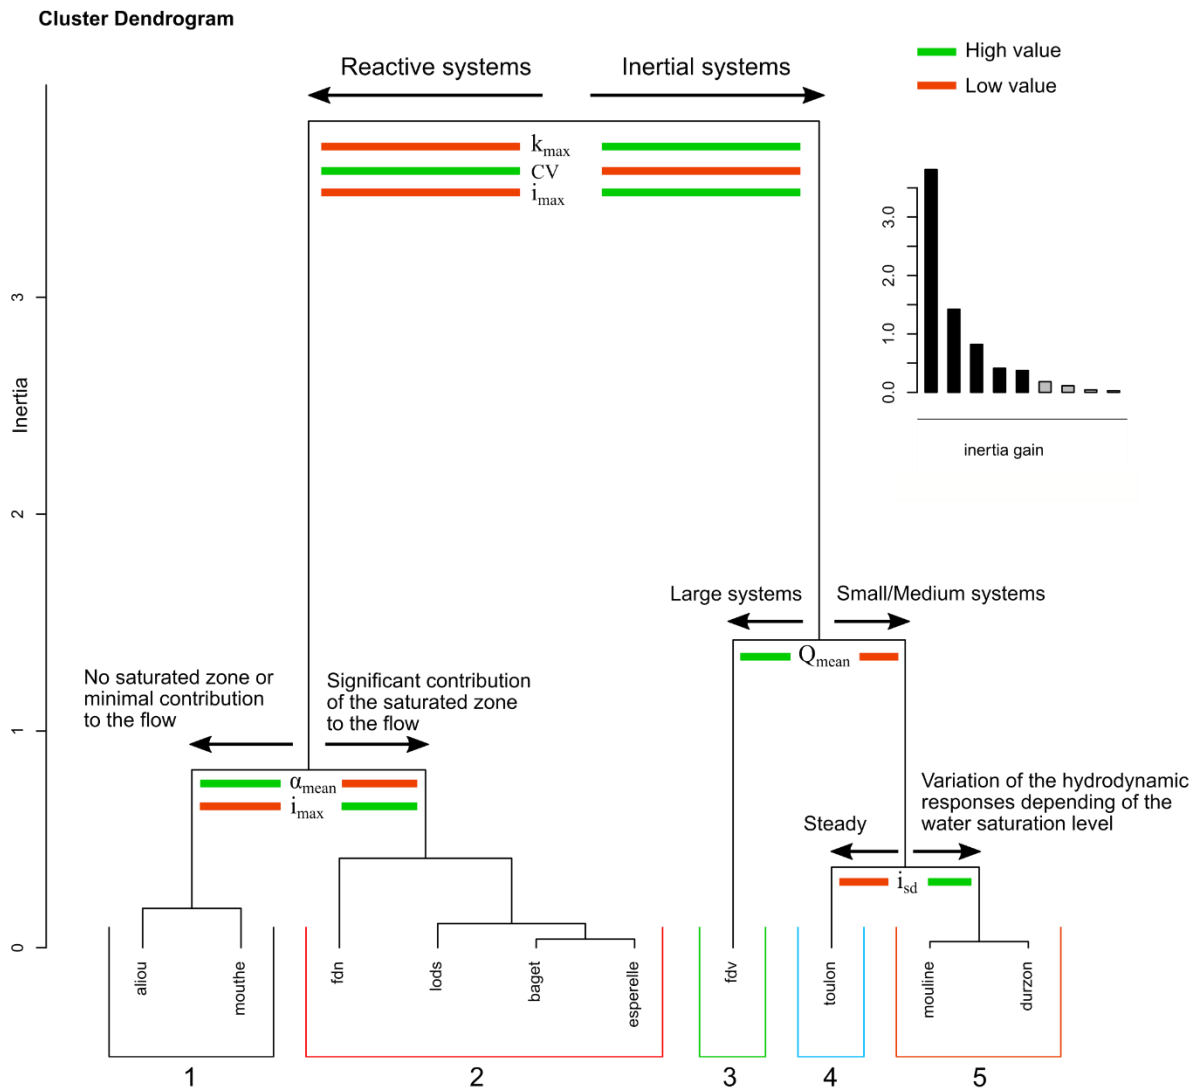 Cluster Dendrogram
High value
Low value
Reactive systems
Inertial systems
kmax
CV
imax
3.0
2.0
1.0
0.0
inertia gain
Inertia
3
2
1
0
Large systems
Small/Medium systems
Qmean
No saturated zone or
minimal contribution
to the flow
Significant contribution
of the saturated zone
to the flow
αmean
imax
Steady
Variation of the hydrodynamic
responses depending of the
water saturation level
isd
aliou
mouthe
fdn
lods
baget
esperelle
fdv
toulon
mouline
durzon
1
2
3
4
5